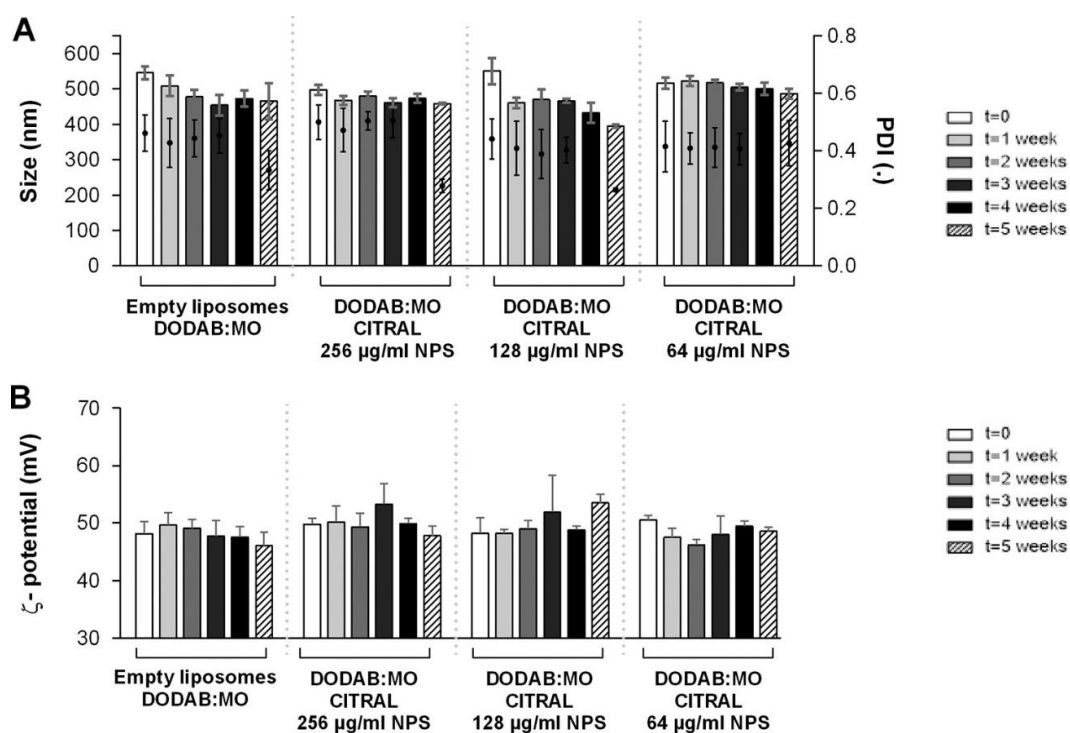 A
Size (nm)
600
500
400
300
200
100
0
0.8
0.6
0.4
0.2
0.0
PDI (.)
t=0
t=1 week
t=2 weeks
t=3 weeks
t=4 weeks
t=5 weeks
Empty liposomes
DODAB:MO
DODAB:MO
CITRAL
256 µg/ml NPS
DODAB:MO
CITRAL
128 µg/ml NPS
DODAB:MO
CITRAL
64 µg/ml NPS
B
ζ- potential (mV)
70
60
50
40
30
t=0
t=1 week
t=2 weeks
t=3 weeks
t=4 weeks
t=5 weeks
Empty liposomes
DODAB:MO
DODAB:MO
CITRAL
256 µg/ml NPS
DODAB:MO
CITRAL
128 µg/ml NPS
DODAB:MO
CITRAL
64 µg/ml NPS